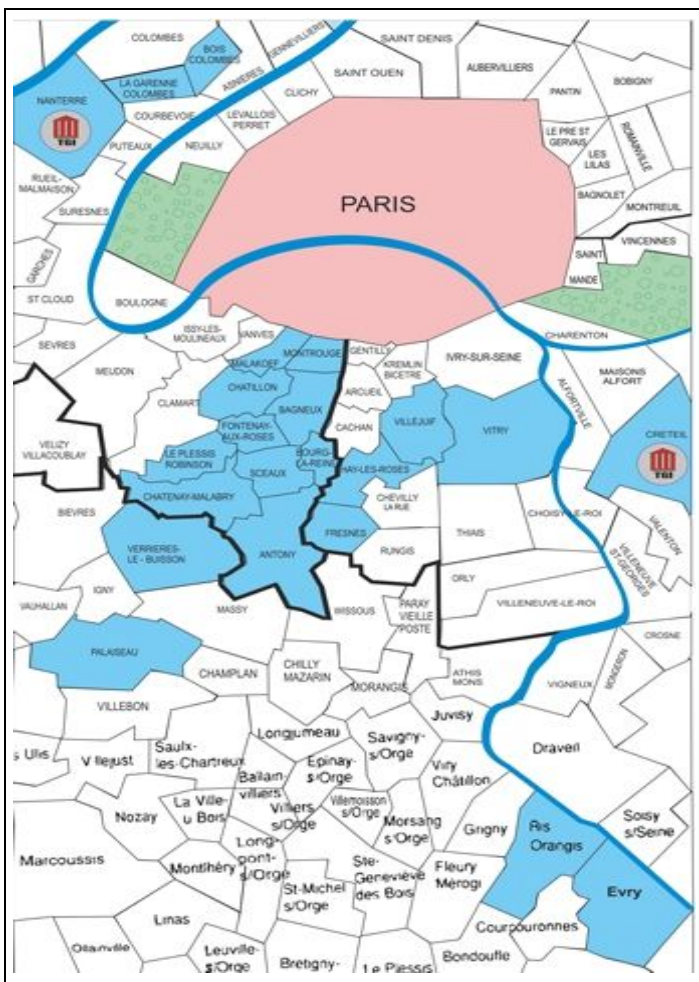 COLOMBES
BOIS
COLOMBES
GENNEVILLIERS
SAINT DENIS
AUBERVILLIERS
LA GARENNE
COLOMBES
ASNIERES
SAINT OUEN
PANTIN
BOBIGNY
NANTERRE
TGI
COURBEVOIE
LEVALLOIS
PERRET
CLICHY
LE PRE ST
GERVAIS
ROMAINVILLE
PUTEAUX
NEUILLY
LES
LILAS
RUEIL-
MALMAISON
SURESNES
PARIS
BAGNOLET
MONTREUIL
GARCHES
SAINT
MANDE
VINCENNES
ST CLOUD
BOULOGNE
ISSY-LES-
MOULINEAUX
VANVES
CHARENTON
SEVRES
MEUDON
MALAKOFF
MONTROUGE
GENTILLY
KREMLIN
BICETRE
IVRY-SUR-SEINE
MAISONS
ALFORT
ALFORTVILLE
CHATILLON
CLAMART
BAGNEUX
ARCUEIL
CACHAN
VILLEJUIF
VITRY
CRETEIL
TGI
VELIZY
VILLACOUBLAY
FONTENAY-
AUX-ROSES
LE PLESSIS
ROBINSON
SCEAUX
BOURG-
LA-REINE
HAY-LES-ROSES
CHATENAY-MALABRY
CHEVILLY
LA RUE
BIEVRES
VERRIERES-
LE - BUISSON
ANTONY
FRESNES
RUNGIS
THIAIS
CHOISY-LE-ROI
VALENTON
VILLENEUVE
ST-GEORGES
IGNY
VAUHALLAN
MASSY
WISSOUS
PARAY
VIEILLE
POSTE
ORLY
VILLENEUVE-LE-ROI
CROSNE
PALAISEAU
CHAMPLAN
CHILLY
MAZARIN
MORANGIS
ATHIS
MONS
VIGNEUX
VILLEBON
s Ulis
Villejust
Saulx-
les-Chartreux
Longjumeau
Savigny-
s/Orge
Juvisy
Draveil
Ballain-
villiers
Epinay
s/Orge
Viry
Châtillon
Nozay
La Ville
u Bois
Villiers
s/Orge
Villemoisson
s/Orge
Morsang
s/Orge
Grigny
Ris
Orangis
Soisy
s/Seine
Marcoussis
Montlhéry
Long-
pont-
s/Orge
Ste-
Geneviève
des Bois
Fleury
Mérogi
Evry
St-Michel
s/Orge
Linas
Courpouronnes
Ollainville
Leuville-
s/Orge
Bretigny-
Le Plessis
Bondoufle